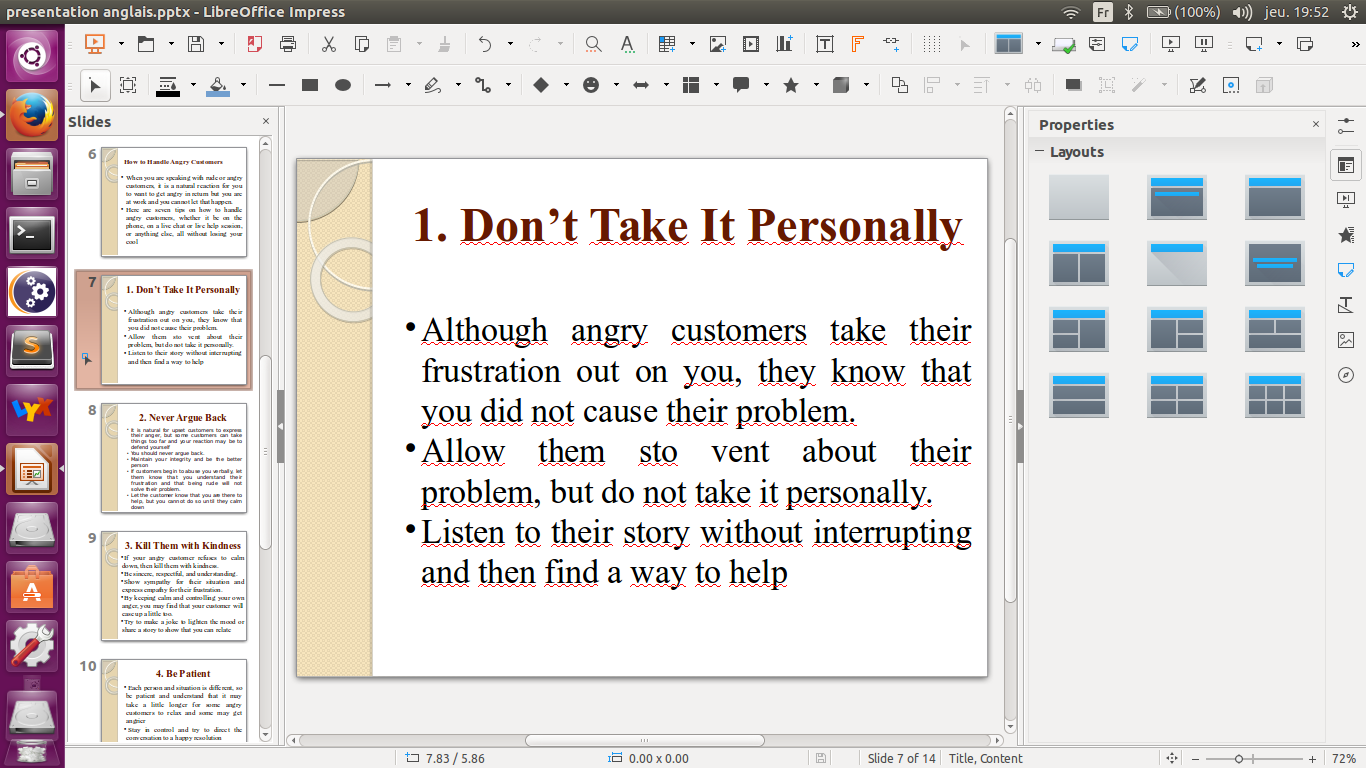 presentation anglais.pptx - LibreOffice Impress
Fr
(100%)
jeu. 19:52
Slides
Properties
Layouts
6
How to Handle Angry Customers
• When you are speaking with rude or angry
customers, it is a natural reaction for you
to want to get angry in return but you are
at work and you cannot let that happen.
• Here are seven tips on how to handle
angry customers, whether it be on the
phone, on a live chat or live help session,
or anything else, all without losing your
cool
7
1. Don’t Take It Personally
• Although angry customers take their
frustration out on you, they know that
you did not cause their problem.
• Allow them sto vent about their
problem, but do not take it personally.
• Listen to their story without interrupting
and then find a way to help
8
2. Never Argue Back
• It is natural for upset customers to express
their anger, but some customers can take
things too far and your reaction may be to
defend yourself
• You should never argue back.
• Maintain your integrity and be the better
person
• If customers begin to abuse you verbally, let
them know that you understand their
frustration and that being rude will not
solve their problem.
• Let the customer know that you are there to
help, but you cannot do so until they calm
down
9
3. Kill Them with Kindness
• If your angry customer refuses to calm
down, then kill them with kindness.
• Be sincere, respectful, and understanding.
• Show sympathy for their situation and
express empathy for their frustration.
• By keeping calm and controlling your own
anger, you may find that your customer will
ease up a little too.
• Try to make a joke to lighten the mood or
share a story to show that you can relate
10
4. Be Patient
• Each person and situation is different, so
be patient and understand that it may
take a little longer for some angry
customers to relax and some may get
angrier
• Stay in control and try to direct the
conversation to a happy resolution
1. Don’t Take It Personally
• Although angry customers take their
frustration out on you, they know that
you did not cause their problem.
• Allow them sto vent about their
problem, but do not take it personally.
• Listen to their story without interrupting
and then find a way to help
7.83 / 5.86
0.00 x 0.00
Slide 7 of 14
Title, Content
72%